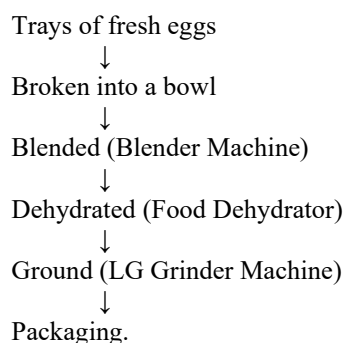 Trays of fresh eggs
↓
Broken into a bowl
↓
Blended (Blender Machine)
↓
Dehydrated (Food Dehydrator)
↓
Ground (LG Grinder Machine)
↓
Packaging.